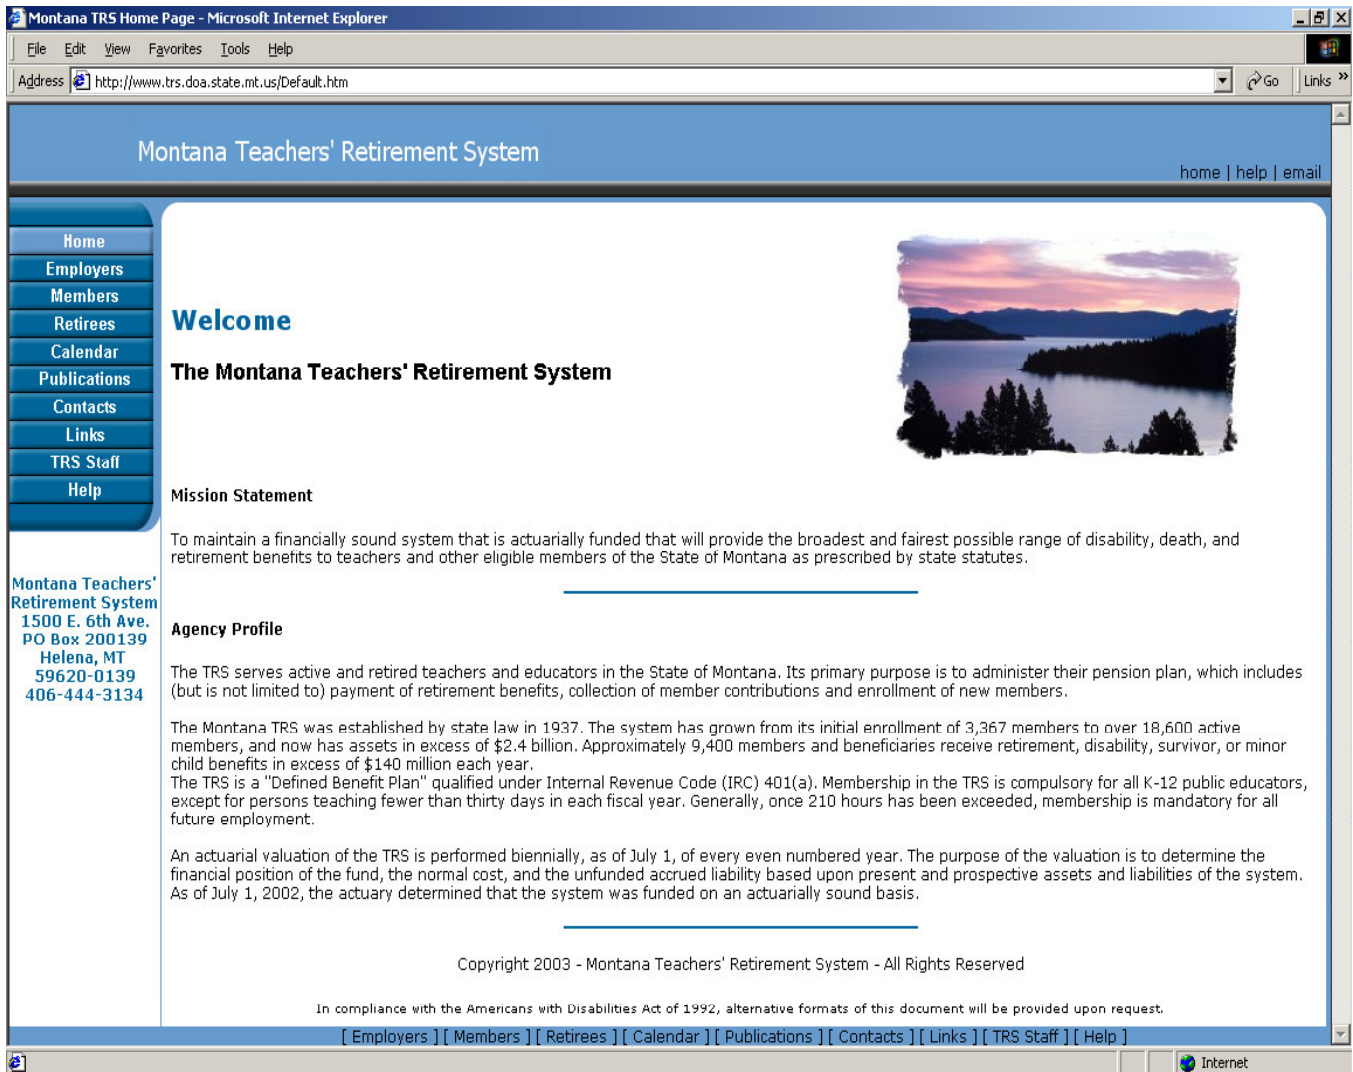 Montana TRS Home Page - Microsoft Internet Explorer
File Edit View Favorites Tools Help
Address http://www.trs.doa.state.mt.us/Default.htm Go Links »
Montana Teachers' Retirement System
home | help | email
Home
Employers
Members
Retirees
Calendar
Publications
Contacts
Links
TRS Staff
Help
Montana Teachers'
Retirement System
1500 E. 6th Ave.
PO Box 200139
Helena, MT
59620-0139
406-444-3134
Welcome
The Montana Teachers' Retirement System
Mission Statement
To maintain a financially sound system that is actuarially funded that will provide the broadest and fairest possible range of disability, death, and
retirement benefits to teachers and other eligible members of the State of Montana as prescribed by state statutes.
Agency Profile
The TRS serves active and retired teachers and educators in the State of Montana. Its primary purpose is to administer their pension plan, which includes
(but is not limited to) payment of retirement benefits, collection of member contributions and enrollment of new members.
The Montana TRS was established by state law in 1937. The system has grown from its initial enrollment of 3,367 members to over 18,600 active
members, and now has assets in excess of $2.4 billion. Approximately 9,400 members and beneficiaries receive retirement, disability, survivor, or minor
child benefits in excess of $140 million each year.
The TRS is a "Defined Benefit Plan" qualified under Internal Revenue Code (IRC) 401(a). Membership in the TRS is compulsory for all K-12 public educators,
except for persons teaching fewer than thirty days in each fiscal year. Generally, once 210 hours has been exceeded, membership is mandatory for all
future employment.
An actuarial valuation of the TRS is performed biennially, as of July 1, of every even numbered year. The purpose of the valuation is to determine the
financial position of the fund, the normal cost, and the unfunded accrued liability based upon present and prospective assets and liabilities of the system.
As of July 1, 2002, the actuary determined that the system was funded on an actuarially sound basis.
Copyright 2003 - Montana Teachers' Retirement System - All Rights Reserved
In compliance with the Americans with Disabilities Act of 1992, alternative formats of this document will be provided upon request.
[ Employers ] [ Members ] [ Retirees ] [ Calendar ] [ Publications ] [ Contacts ] [ Links ] [ TRS Staff ] [ Help ]
Internet